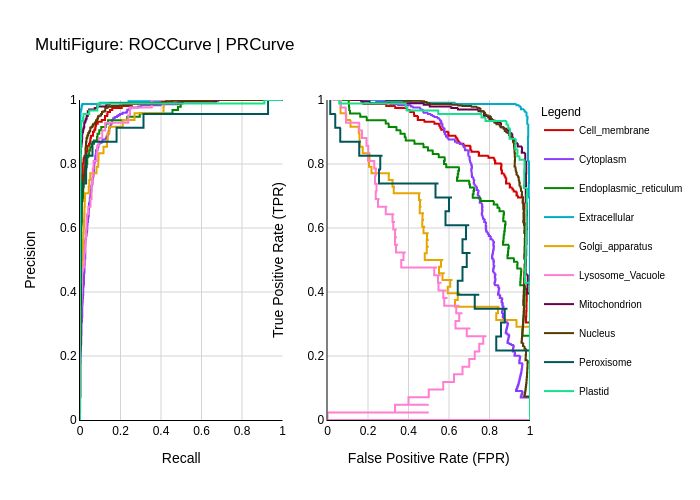 MultiFigure: ROCCurve | PRCurve
Precision
1
0.8
0.6
0.4
0.2
0
0 0.2 0.4 0.6 0.8 1
Recall
True Positive Rate (TPR)
1
0.8
0.6
0.4
0.2
0
0 0.2 0.4 0.6 0.8 1
False Positive Rate (FPR)
Legend
Cell_membrane
Cytoplasm
Endoplasmic_reticulum
Extracellular
Golgi_apparatus
Lysosome_Vacuole
Mitochondrion
Nucleus
Peroxisome
Plastid